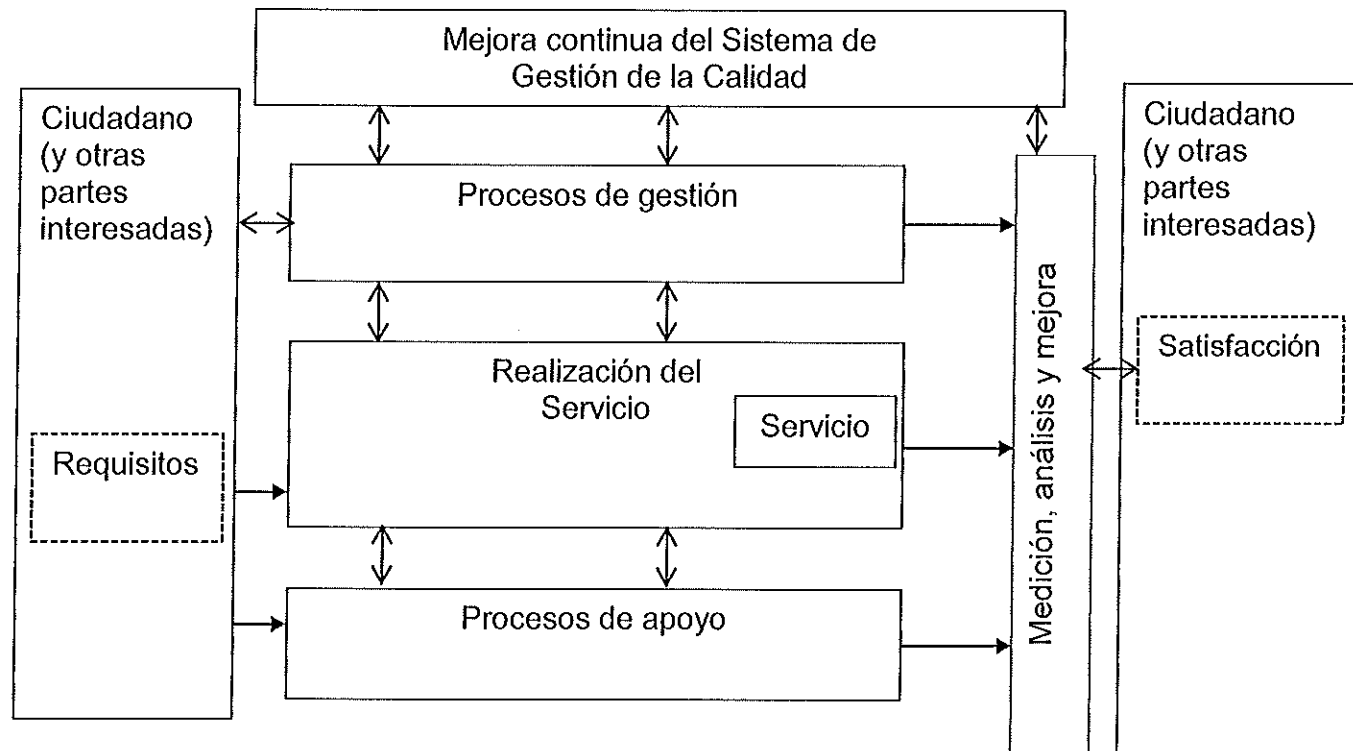 Mejora continua del Sistema de
Gestión de la Calidad
Ciudadano
(y otras
partes
interesadas)
Requisitos
Procesos de gestión
Realización del
Servicio
Servicio
Procesos de apoyo
Medición, análisis y mejora
Ciudadano
(y otras
partes
interesadas)
Satisfacción